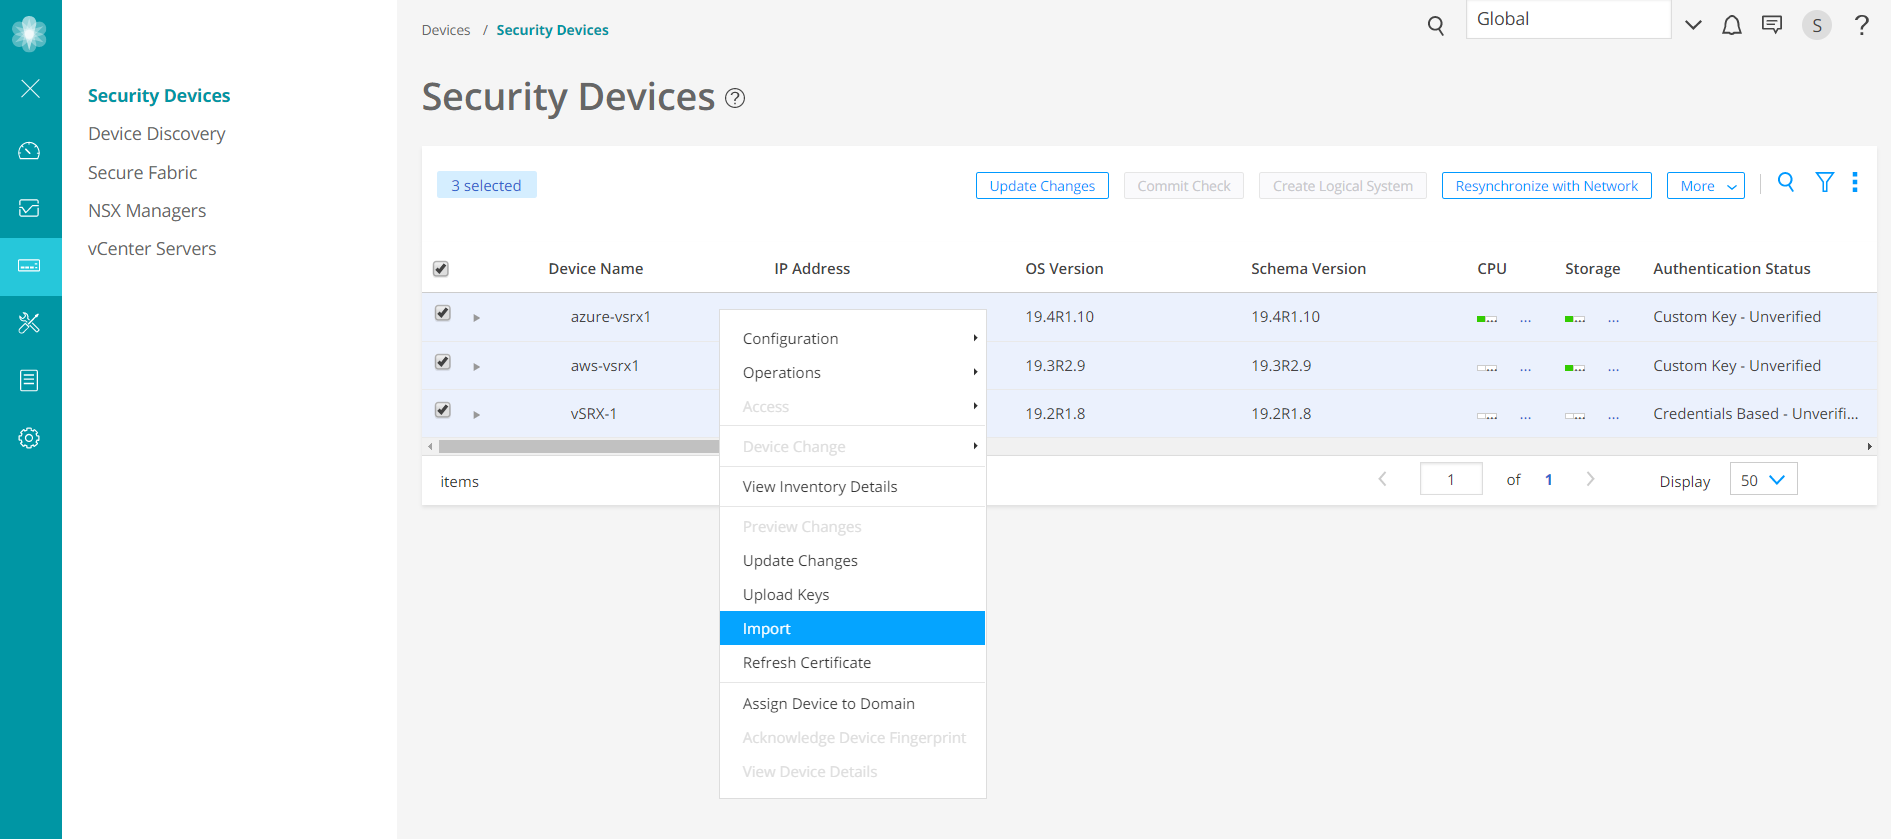 Devices / Security Devices
Global
S
?
Security Devices ?
Security Devices
Device Discovery
Secure Fabric
NSX Managers
vCenter Servers
3 selected
Update Changes
Commit Check
Create Logical System
Resynchronize with Network
More
Device Name IP Address OS Version Schema Version CPU Storage Authentication Status
azure-vsrx1 19.4R1.10 19.4R1.10 ... ... ... ... Custom Key - Unverified
aws-vsrx1 19.3R2.9 19.3R2.9 ... ... ... ... Custom Key - Unverified
vSRX-1 19.2R1.8 19.2R1.8 ... ... ... ... Credentials Based - Unverifi...
items
1 of 1
Display 50
Configuration
Operations
Access
Device Change
View Inventory Details
Preview Changes
Update Changes
Upload Keys
Import
Refresh Certificate
Assign Device to Domain
Acknowledge Device Fingerprint
View Device Details